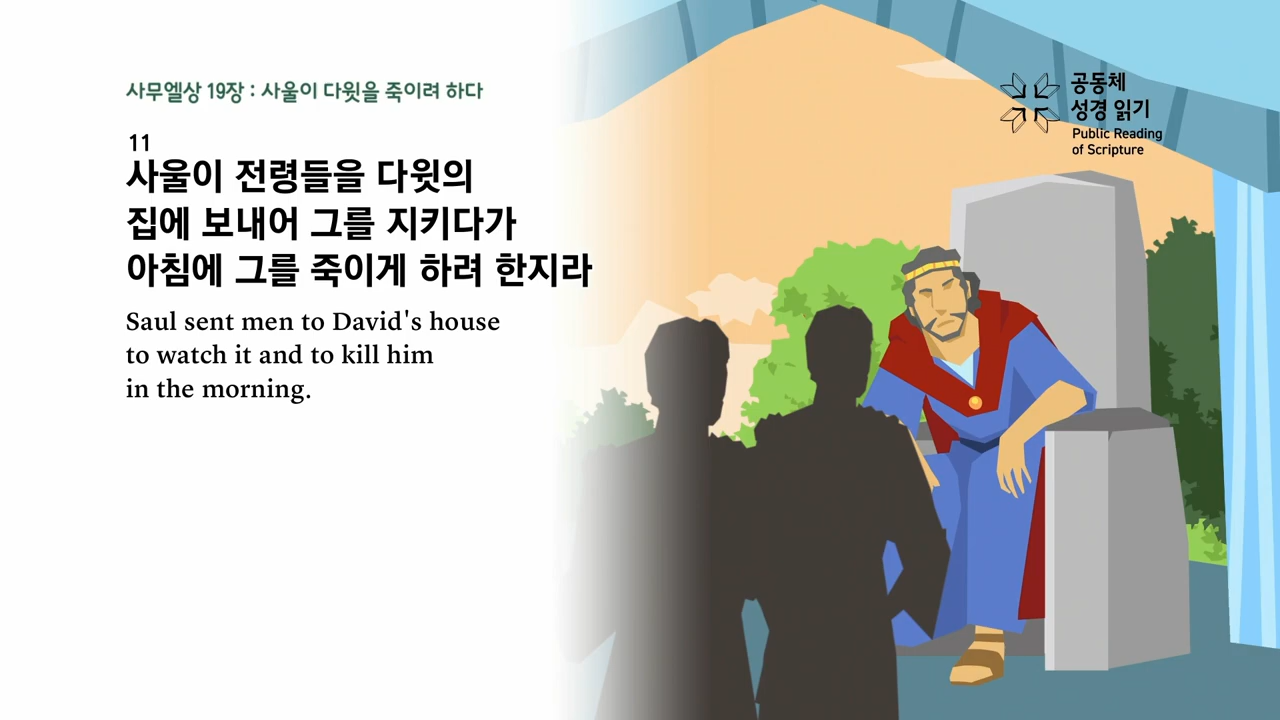 사무엘상 19장 : 사울이 다윗을 죽이려 하다
공동체
성경 읽기
Public Reading
of Scripture
11
사울이 전령들을 다윗의
집에 보내어 그를 지키다가
아침에 그를 죽이게 하려 한지라
Saul sent men to David's house
to watch it and to kill him
in the morning.